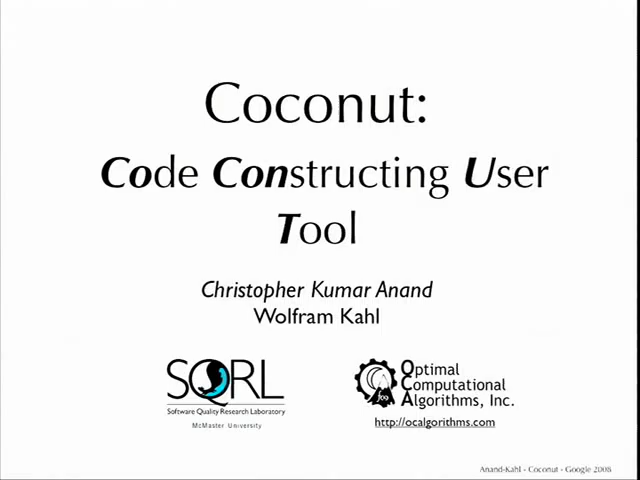 Coconut:
Code Constructing User
Tool
Christopher Kumar Anand
Wolfram Kahl
SQRL
Software Quality Research Laboratory
McMaster University
Optimal
Computational
Algorithms, Inc.
http://ocalgorithms.com
Anand-Kahl - Coconut - Google 2008